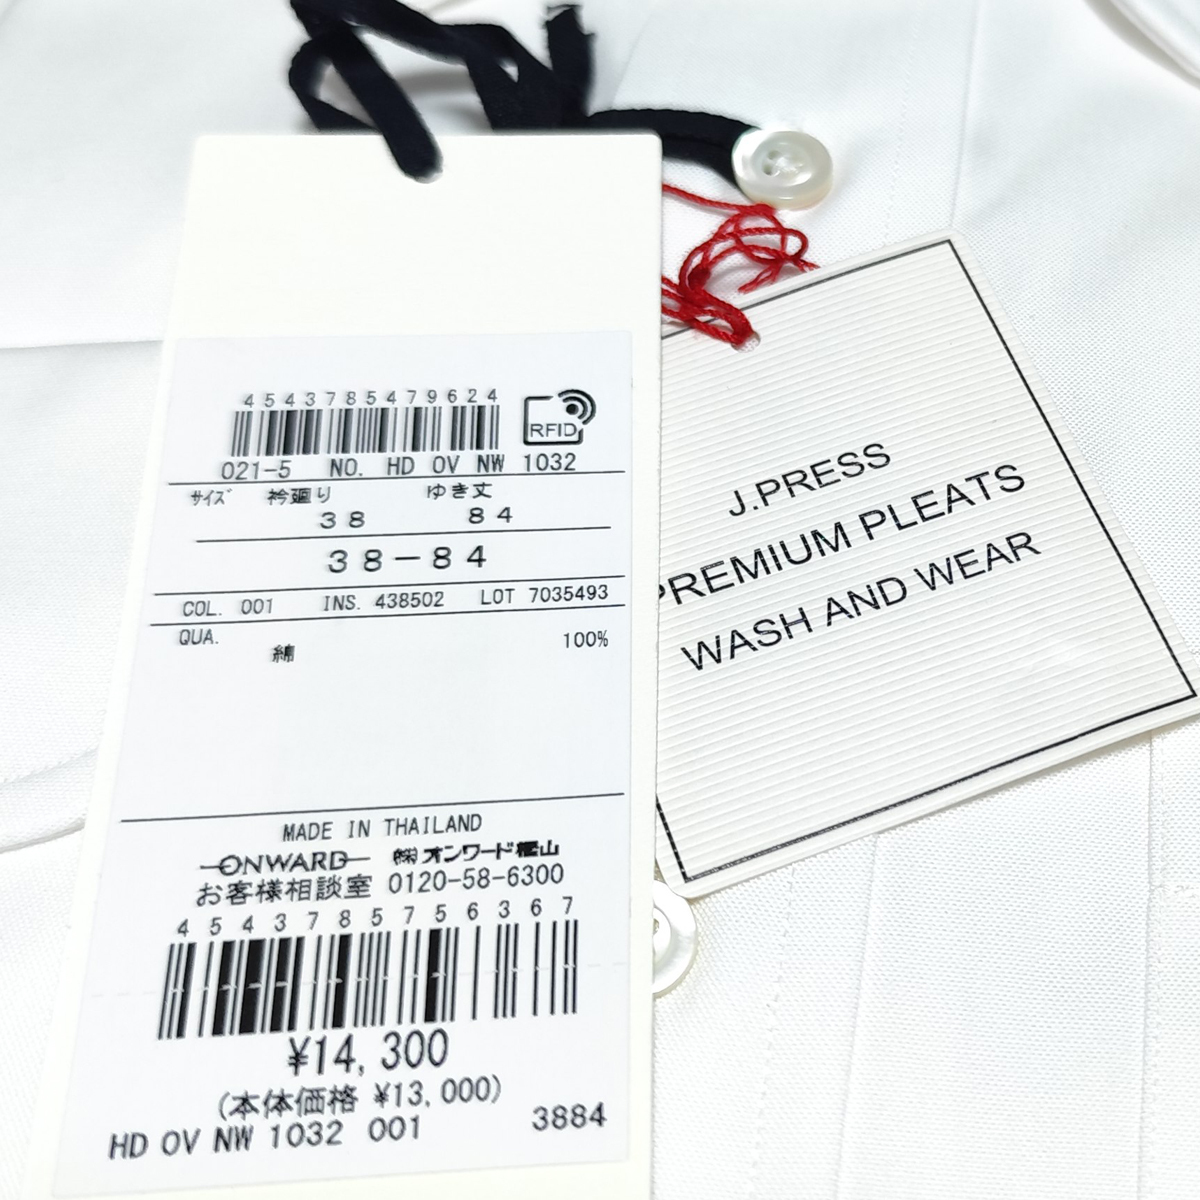 4543785479624
RFID
021-5 NO. HD OV NW 1032
サイズ 衿廻り ゆき丈
38 84
38-84
COL. 001 INS. 438502 LOT 7035493
QUA.
綿 100%
MADE IN THAILAND
ONWARD ㈱オンワード樫山
お客様相談室 0120-58-6300
4543785756367
¥14,300
(本体価格 ¥13,000)
HD OV NW 1032 001 3884
J.PRESS
PREMIUM PLEATS
WASH AND WEAR